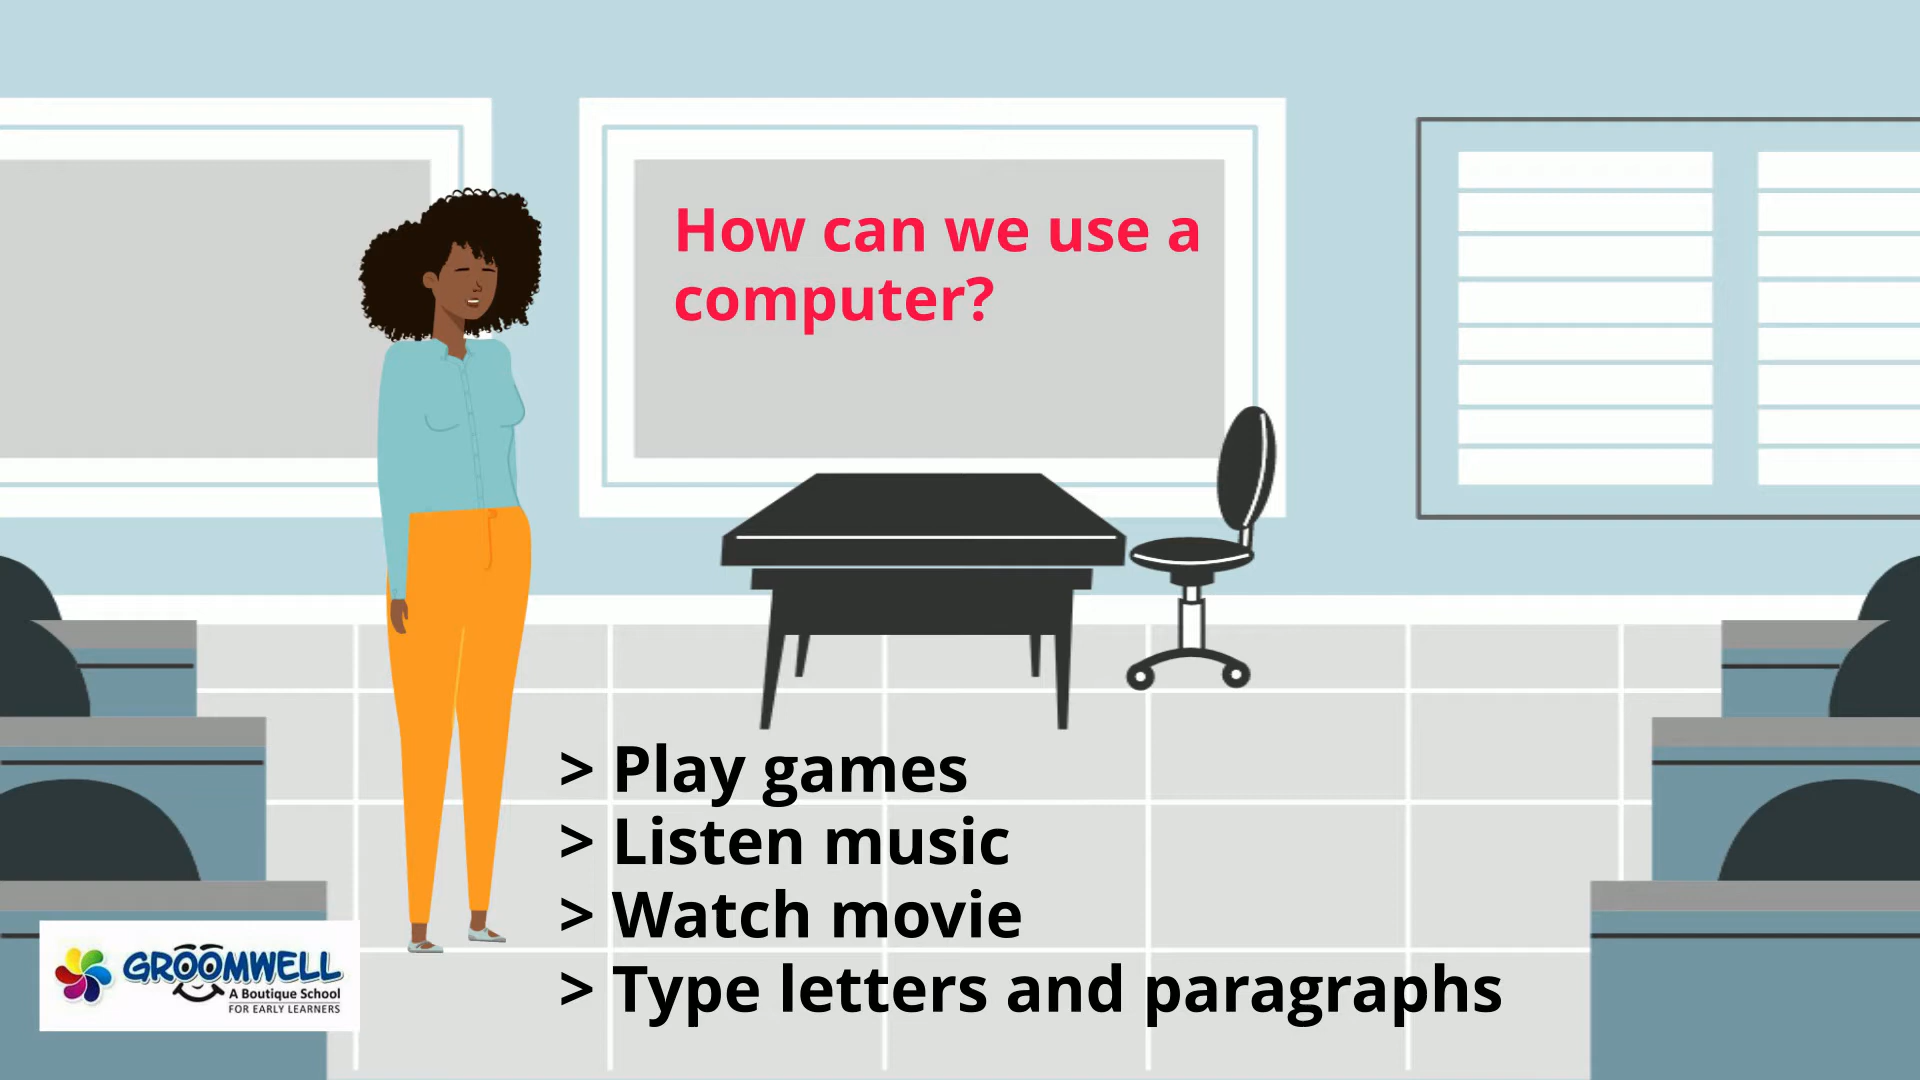 How can we use a
computer?
> Play games
> Listen music
> Watch movie
> Type letters and paragraphs
GROOMWELL
A Boutique School
FOR EARLY LEARNERS